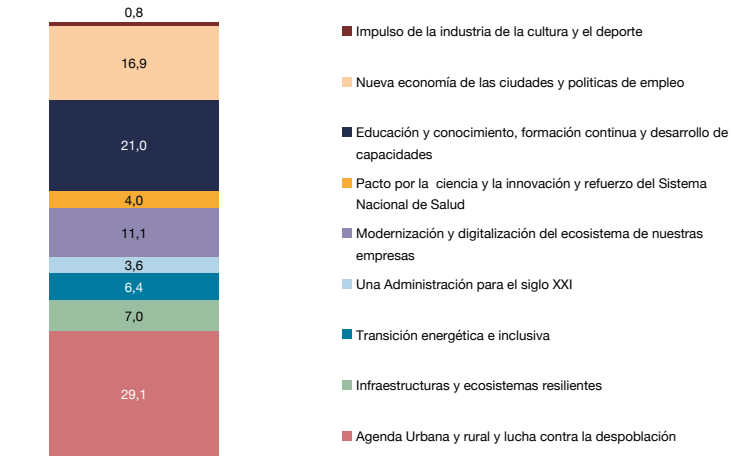 0,8
16,9
21,0
4,0
11,1
3,6
6,4
7,0
29,1
Impulso de la industria de la cultura y el deporte
Nueva economía de las ciudades y politicas de empleo
Educación y conocimiento, formación continua y desarrollo de
capacidades
Pacto por la ciencia y la innovación y refuerzo del Sistema
Nacional de Salud
Modernización y digitalización del ecosistema de nuestras
empresas
Una Administración para el siglo XXI
Transición energética e inclusiva
Infraestructuras y ecosistemas resilientes
Agenda Urbana y rural y lucha contra la despoblación